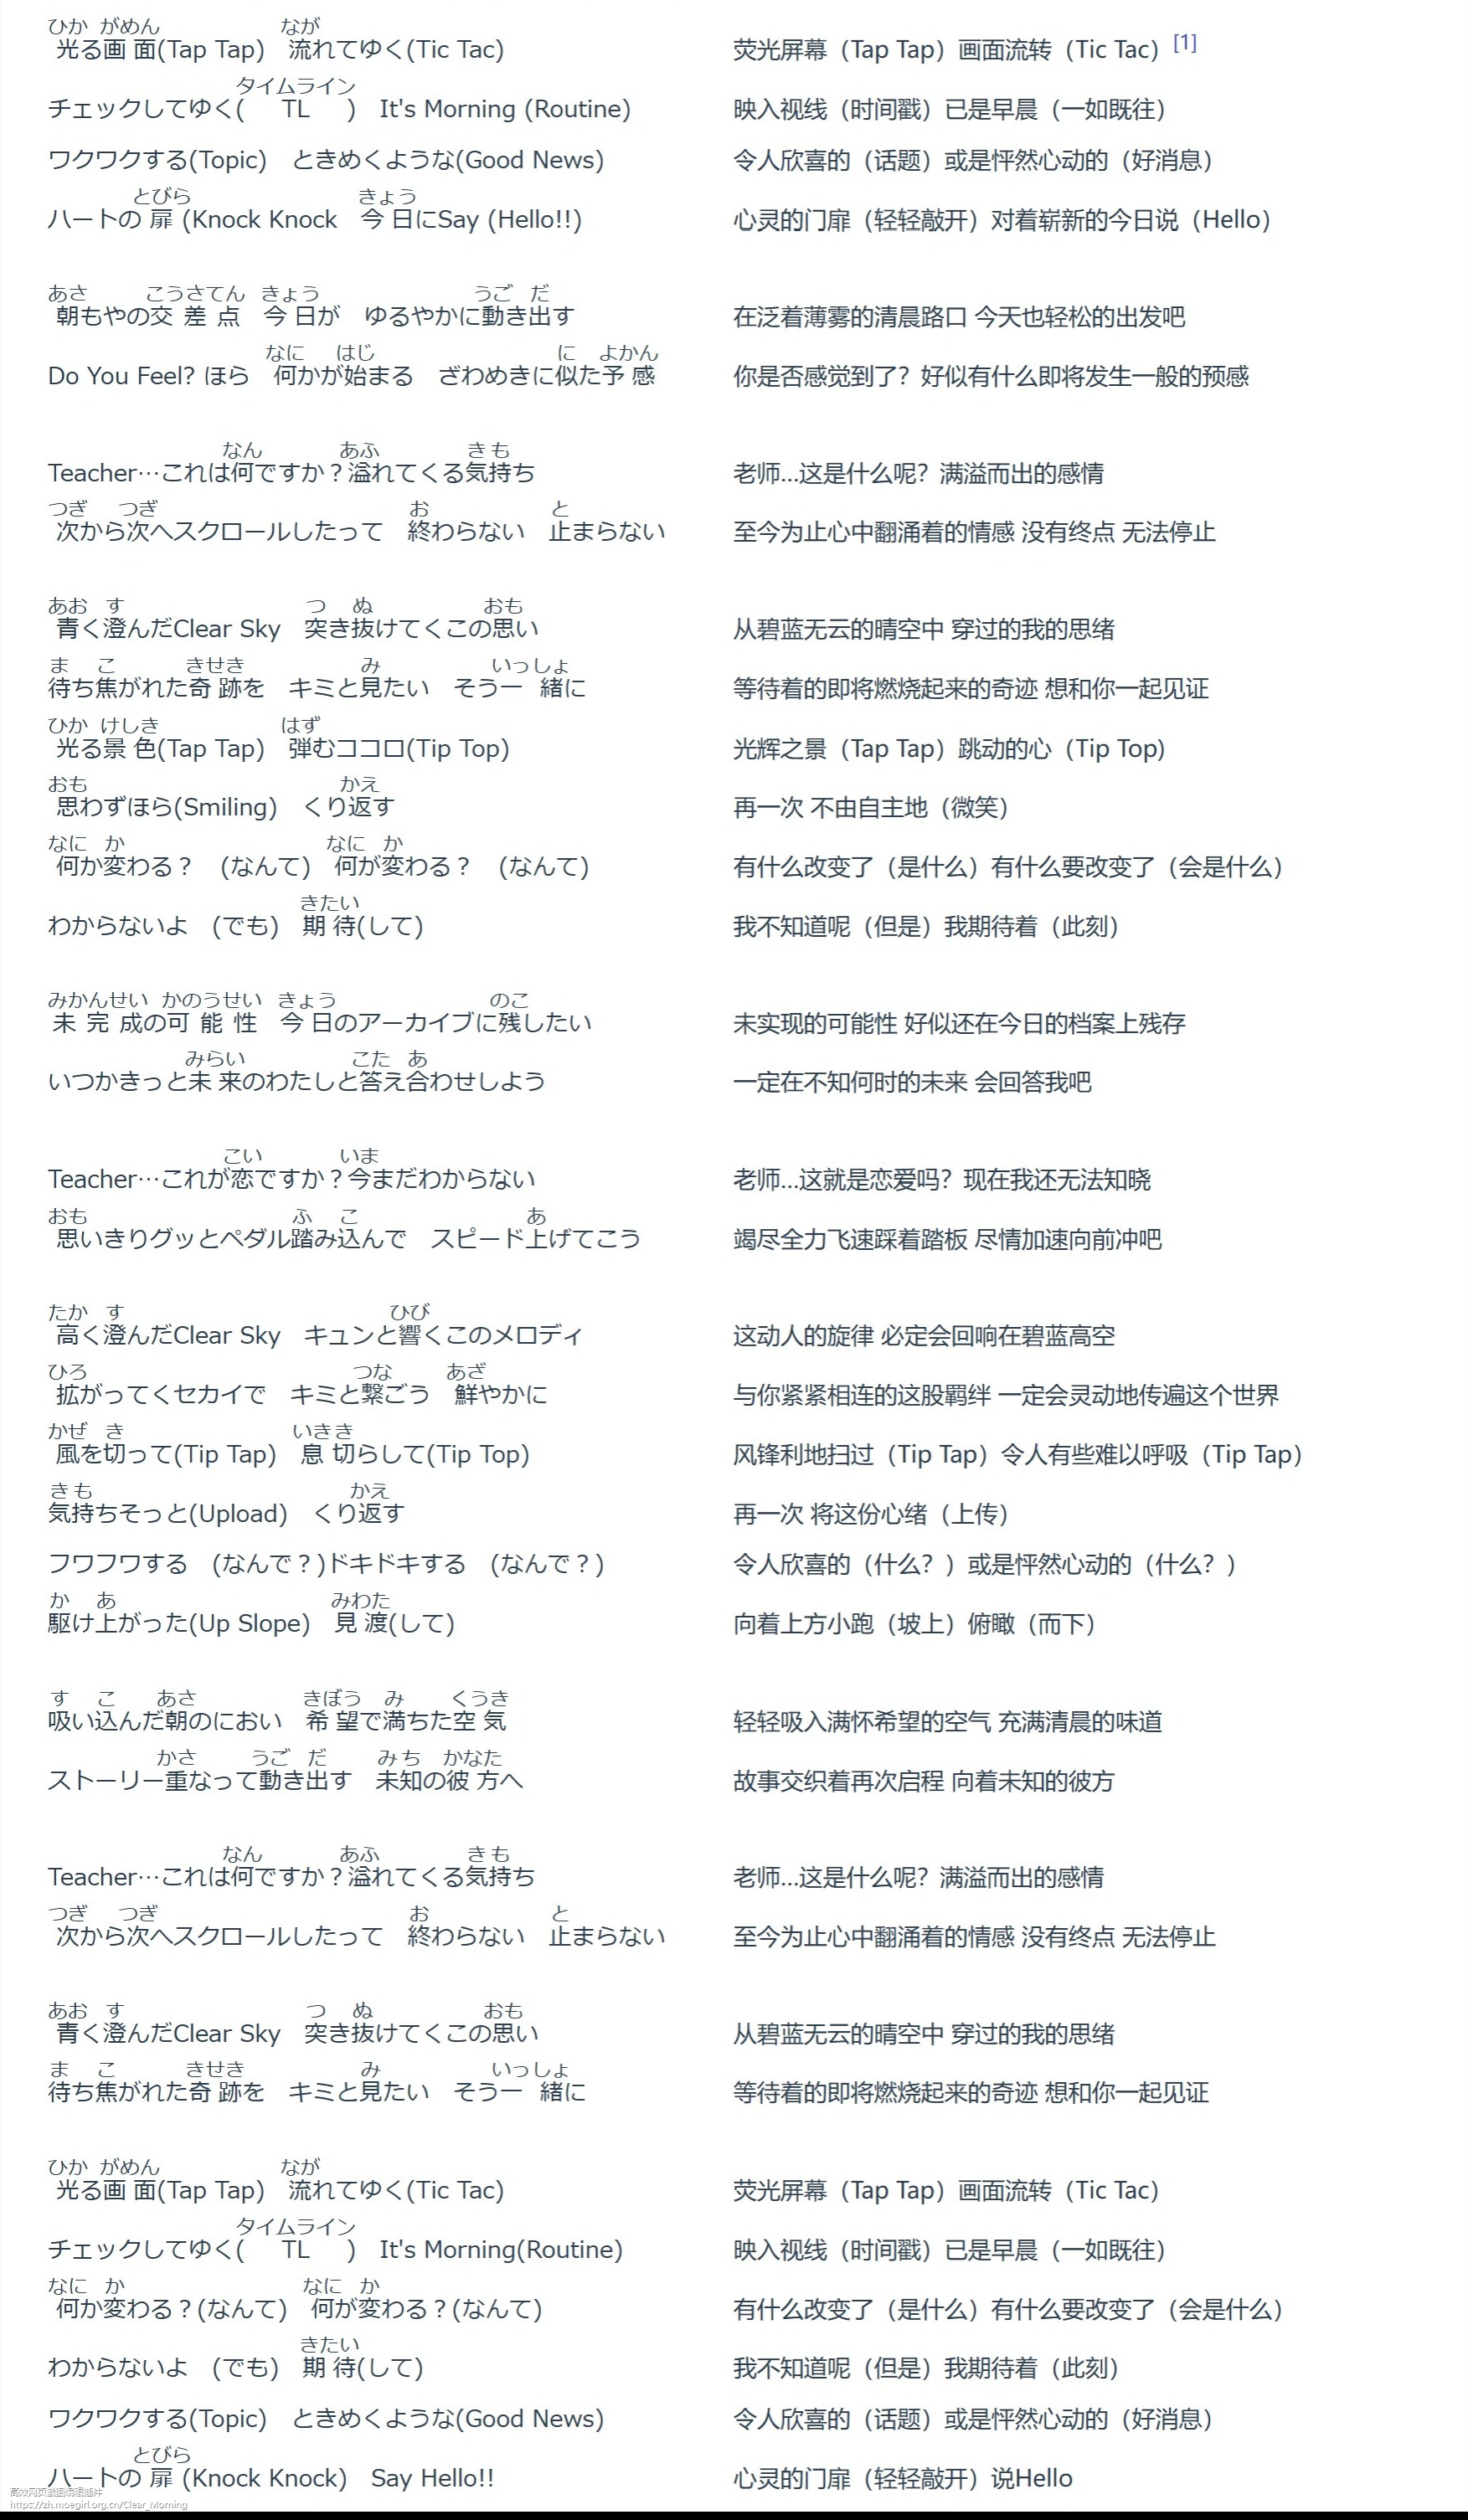 ひか がめん なが
光る画面(Tap Tap) 流れてゆく(Tic Tac) 荧光屏幕（Tap Tap）画面流转（Tic Tac）[1]
タイムライン
チェックしてゆく( TL ) It's Morning (Routine) 映入视线（时间戳）已是早晨（一如既往）
ワクワクする(Topic) ときめくような(Good News) 令人欣喜的（话题）或是怦然心动的（好消息）
とびら きょう
ハートの扉(Knock Knock 今日にSay (Hello!!) 心灵的门扉（轻轻敲开）对着崭新的今日说（Hello）
あさ こうさてん きょう うご だ
朝もやの交差点 今日が ゆるやかに動き出す 在泛着薄雾的清晨路口 今天也轻松的出发吧
なに はじ に よかん
Do You Feel? ほら 何かが始まる ざわめきに似た予感 你是否感觉到了？好似有什么即将发生一般的预感
なん あふ きも
Teacher…これは何ですか？溢れてくる気持ち 老师...这是什么呢？满溢而出的感情
つぎ つぎ お と
次から次へスクロールしたって 終わらない 止まらない 至今为止心中翻涌着的情感 没有终点 无法停止
あお す つ ぬ おも
青く澄んだClear Sky 突き抜けてくこの思い 从碧蓝无云的晴空中 穿过的我的思绪
ま こ きせき み いっしょ
待ち焦がれた奇跡を キミと見たい そう一緒に 等待着的即将燃烧起来的奇迹 想和你一起见证
ひか けしき はず
光る景色(Tap Tap) 弾むココロ(Tip Top) 光辉之景（Tap Tap）跳动的心（Tip Top)
おも かえ
思わずほら(Smiling) くり返す 再一次 不由自主地（微笑）
なに か なに か
何か変わる？ (なんて) 何が変わる？ (なんて) 有什么改变了（是什么）有什么要改变了（会是什么）
きたい
わからないよ (でも) 期待(して) 我不知道呢（但是）我期待着（此刻）
みかんせい かのうせい きょう のこ
未完成の可能性 今日のアーカイブに残したい 未实现的可能性 好似还在今日的档案上残存
みらい こた あ
いつかきっと未来のわたしと答え合わせしよう 一定在不知何时的未来 会回答我吧
こい いま
Teacher…これが恋ですか？今まだわからない 老师...这就是恋爱吗？现在我还无法知晓
おも ふ こ あ
思いきりグッとペダル踏み込んで スピード上げてこう 竭尽全力飞速踩着踏板 尽情加速向前冲吧
たか す ひび
高く澄んだClear Sky キュンと響くこのメロディ 这动人的旋律 必定会回响在碧蓝高空
ひろ つな あざ
拡がってくセカイで キミと繋ごう 鮮やかに 与你紧紧相连的这股羁绊 一定会灵动地传遍这个世界
かぜ き いきき
風を切って(Tip Tap) 息切らして(Tip Top) 风锋利地扫过（Tip Tap）令人有些难以呼吸（Tip Tap）
きも かえ
気持ちそっと(Upload) くり返す 再一次 将这份心绪（上传）
フワフワする (なんで？)ドキドキする (なんで？) 令人欣喜的（什么？）或是怦然心动的（什么？）
か あ みわた
駆け上がった(Up Slope) 見渡(して) 向着上方小跑（坡上）俯瞰（而下）
す こ あさ きぼう み くうき
吸い込んだ朝のにおい 希望で満ちた空気 轻轻吸入满怀希望的空气 充满清晨的味道
かさ うご だ みち かなた
ストーリー重なって動き出す 未知の彼方へ 故事交织着再次启程 向着未知的彼方
なん あふ きも
Teacher…これは何ですか？溢れてくる気持ち 老师...这是什么呢？满溢而出的感情
つぎ つぎ お と
次から次へスクロールしたって 終わらない 止まらない 至今为止心中翻涌着的情感 没有终点 无法停止
あお す つ ぬ おも
青く澄んだClear Sky 突き抜けてくこの思い 从碧蓝无云的晴空中 穿过的我的思绪
ま こ きせき み いっしょ
待ち焦がれた奇跡を キミと見たい そう一緒に 等待着的即将燃烧起来的奇迹 想和你一起见证
ひか がめん なが
光る画面(Tap Tap) 流れてゆく(Tic Tac) 荧光屏幕（Tap Tap）画面流转（Tic Tac）
タイムライン
チェックしてゆく( TL ) It's Morning(Routine) 映入视线（时间戳）已是早晨（一如既往）
なに か なに か
何か変わる？(なんて) 何が変わる？(なんて) 有什么改变了（是什么）有什么要改变了（会是什么）
きたい
わからないよ (でも) 期待(して) 我不知道呢（但是）我期待着（此刻）
ワクワクする(Topic) ときめくような(Good News) 令人欣喜的（话题）或是怦然心动的（好消息）
とびら
ハートの扉(Knock Knock) Say Hello!! 心灵的门扉（轻轻敲开）说Hello
https://zh.moegirl.org.cn/Clear_Morning